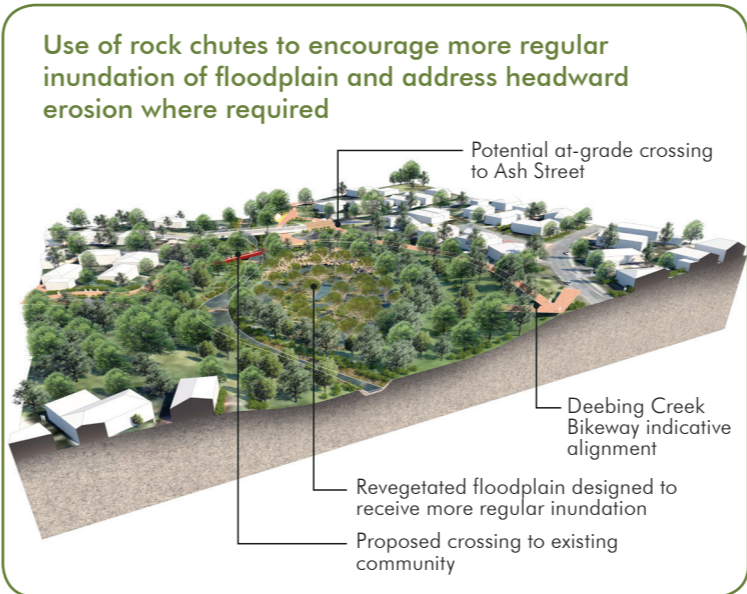 Use of rock chutes to encourage more regular
inundation of floodplain and address headward
erosion where required
Potential at-grade crossing
to Ash Street
Deebing Creek
Bikeway indicative
alignment
Revegetated floodplain designed to
receive more regular inundation
Proposed crossing to existing
community